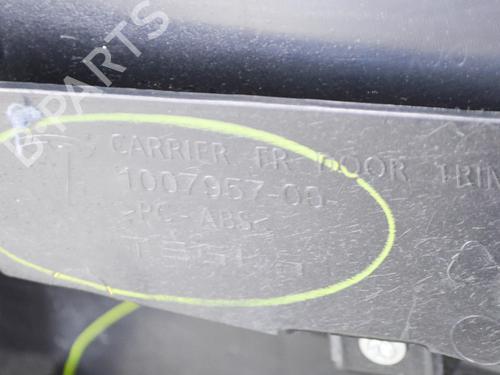 B PARTS
CARRIER FR DOOR TRIM
1007957-00-
>PC-ABS<
TESLA